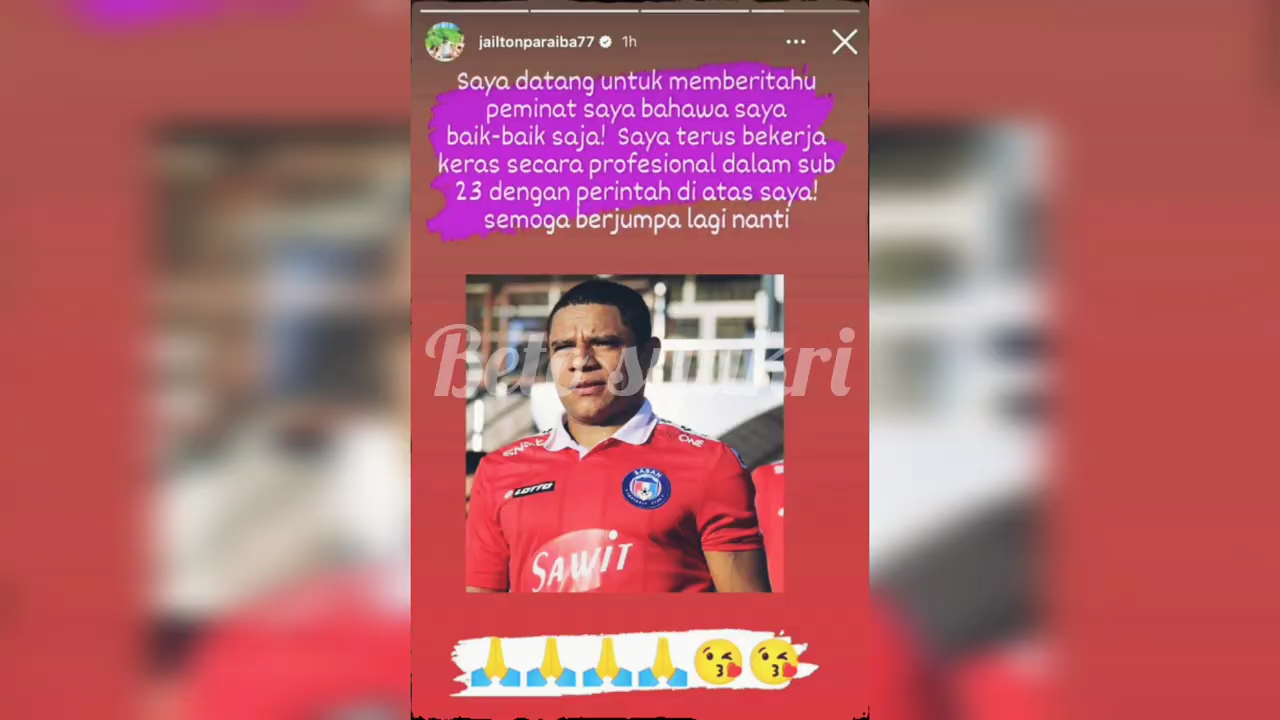 jailtonparaiba77 1h
Saya datang untuk memberitahu
peminat saya bahawa saya
baik-baik saja! Saya terus bekerja
keras secara profesional dalam sub
23 dengan perintah di atas saya!
semoga berjumpa lagi nanti
ONE
SABAH
LOTTO
SAWIT